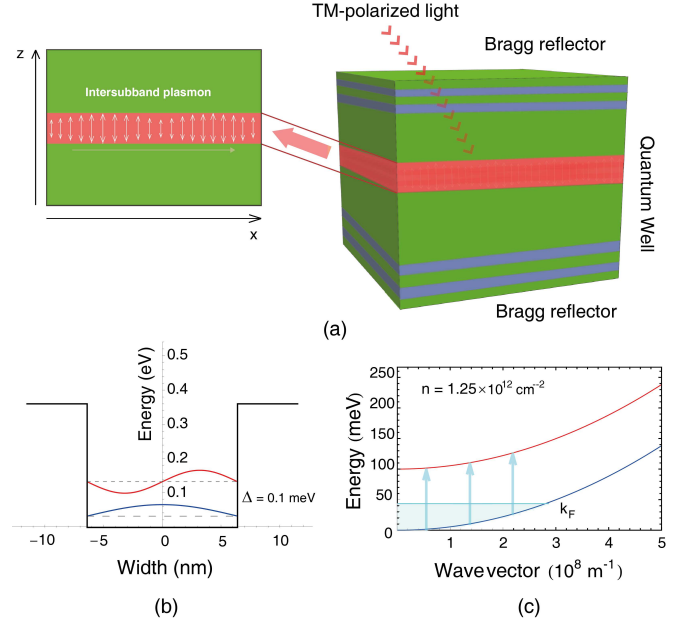 TM-polarized light
Bragg reflector
z
Intersubband plasmon
x
Quantum Well
Bragg reflector
(a)
Energy (eV)
0.5
0.4
0.3
0.2
0.1
Δ = 0.1 meV
−10
−5
5
10
Width (nm)
(b)
Energy (meV)
250
200
150
100
50
0
n = 1.25×10¹² cm⁻²
k_F
1
2
3
4
5
Wavevector (10⁸ m⁻¹)
(c)